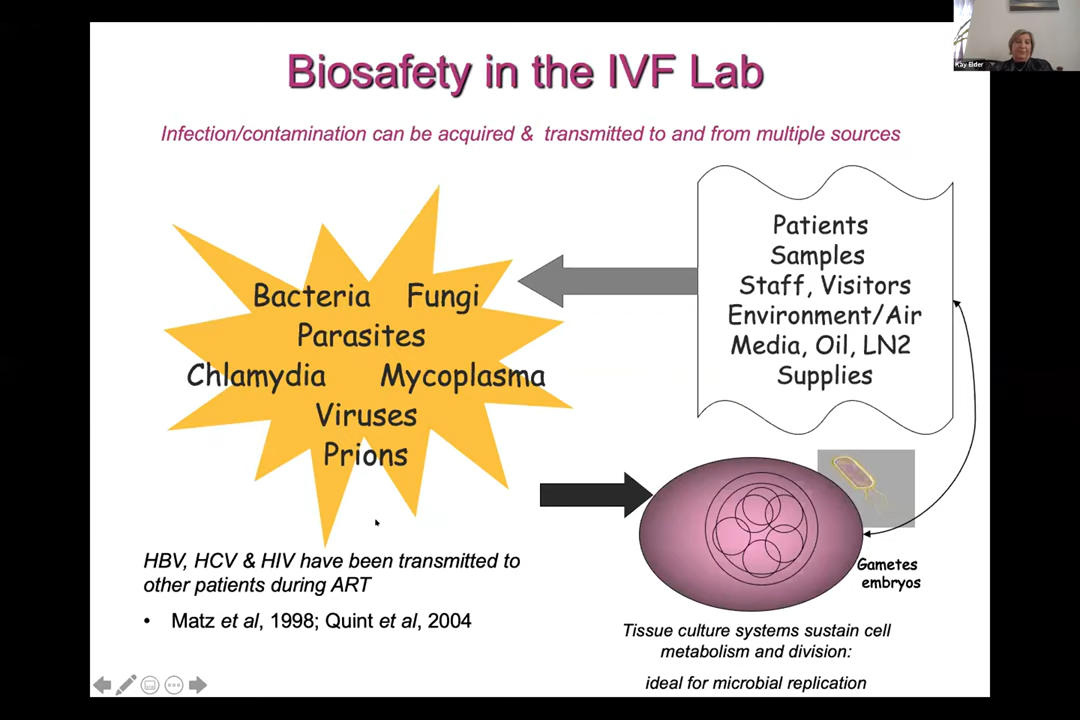 Biosafety in the IVF Lab
Infection/contamination can be acquired & transmitted to and from multiple sources
Bacteria Fungi
Parasites
Chlamydia Mycoplasma
Viruses
Prions
Patients
Samples
Staff, Visitors
Environment/Air
Media, Oil, LN2
Supplies
HBV, HCV & HIV have been transmitted to
other patients during ART
• Matz et al, 1998; Quint et al, 2004
Gametes
embryos
Tissue culture systems sustain cell
metabolism and division:
ideal for microbial replication
Kay Elder